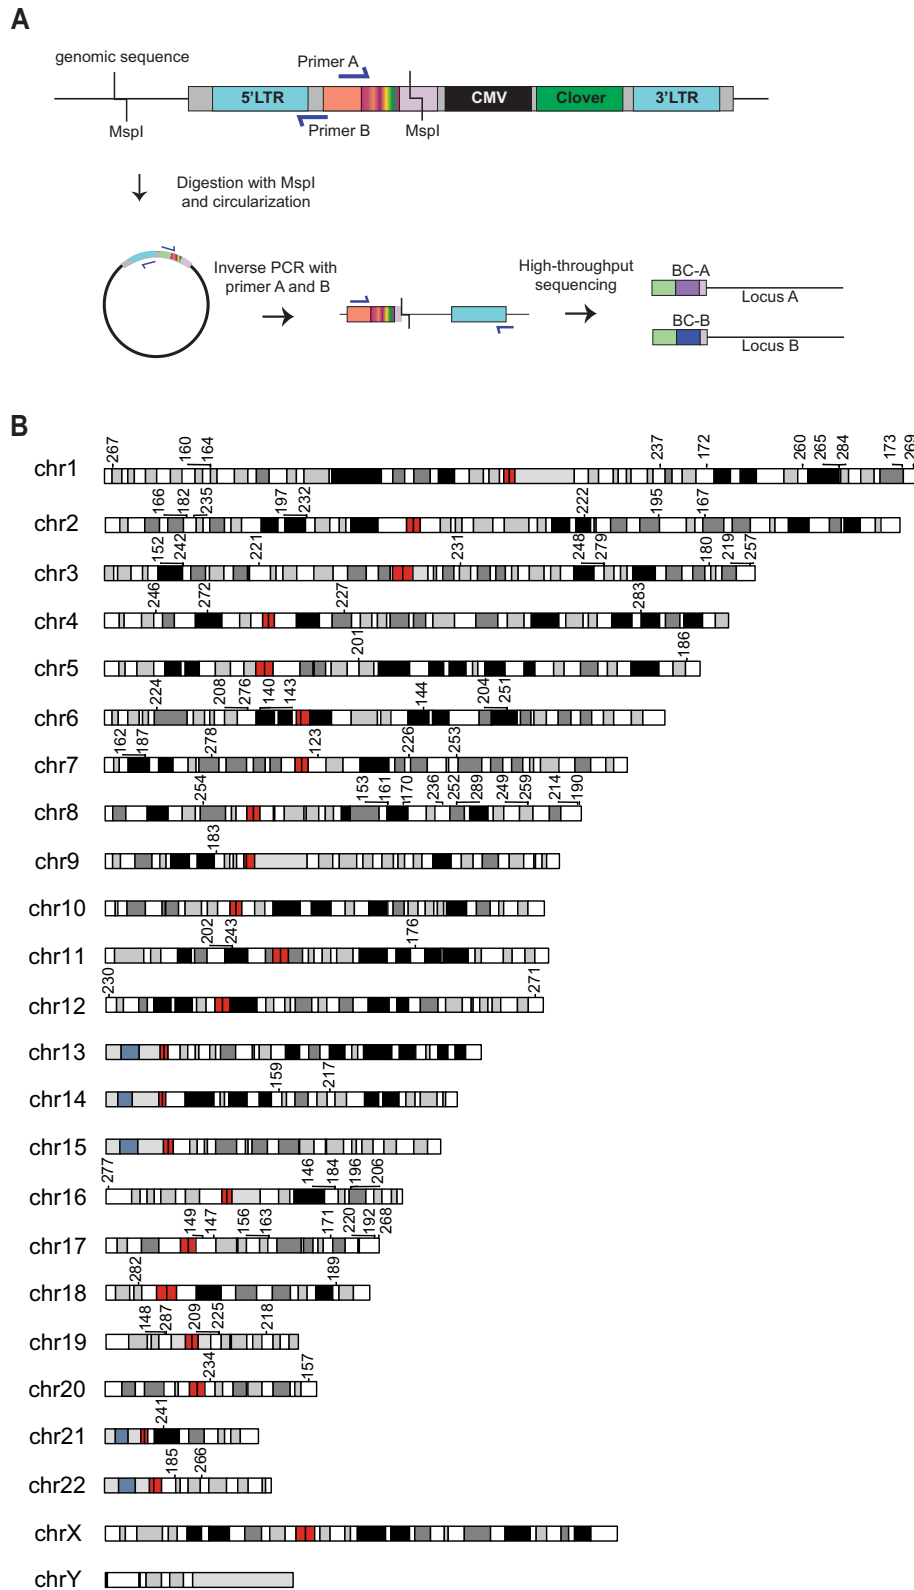 A
genomic sequence
Primer A
5'LTR
CMV
Clover
3'LTR
MspI
Primer B
MspI
Digestion with MspI
and circularization
Inverse PCR with
primer A and B
High-throughput
sequencing
BC-A
Locus A
BC-B
Locus B
B
267 160 164 237 172 260 265 284 173 269
chr1
166 182 235 197 232 222 195 167
chr2
152 242 221 231 248 279 180 219 257
chr3
246 272 227 283
chr4
201 186
chr5
224 208 276 140 143 144 204 251
chr6
162 187 278 123 226 253
chr7
254 153 161 170 236 252 289 249 259 214 190
chr8
183
chr9
chr10
202 243 176
chr11
230 271
chr12
chr13
159 217
chr14
chr15
277 146 184 196 206
chr16
149 147 156 163 171 220 192 268
chr17
282 189
chr18
148 287 209 225 218
chr19
234 157
chr20
241
chr21
185 266
chr22
chrX
chrY